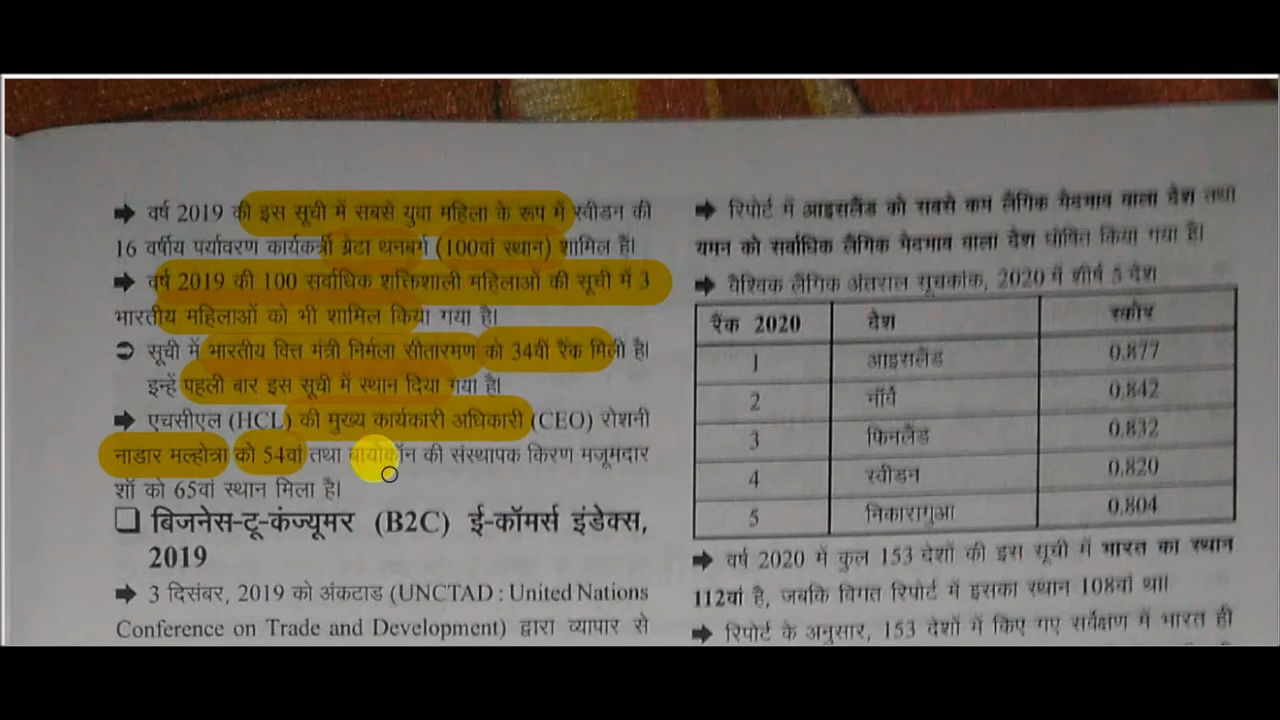 ➡ वर्ष 2019 की इस सूची में सबसे युवा महिला के रूप में स्वीडन की
16 वर्षीय पर्यावरण कार्यकर्त्री ग्रेटा थनबर्ग (100वां स्थान) शामिल है।
➡ वर्ष 2019 की 100 सर्वाधिक शक्तिशाली महिलाओं की सूची में 3
भारतीय महिलाओं को भी शामिल किया गया है।
➲ सूची में भारतीय वित्त मंत्री निर्मला सीतारमण को 34वीं रैंक मिली है।
इन्हें पहली बार इस सूची में स्थान दिया गया है।
➡ एचसीएल (HCL) की मुख्य कार्यकारी अधिकारी (CEO) रोशनी
नाडार मल्होत्रा को 54वां तथा बायोकॉन की संस्थापक किरण मजूमदार
शॉ को 65वां स्थान मिला है।
❑ बिजनेस-टू-कंज्यूमर (B2C) ई-कॉमर्स इंडेक्स,
2019
➡ 3 दिसंबर, 2019 को अंकटाड (UNCTAD : United Nations
Conference on Trade and Development) द्वारा व्यापार से
➡ रिपोर्ट में आइसलैंड को सबसे कम लैंगिक भेदभाव वाला देश तथा
यमन को सर्वाधिक लैंगिक भेदभाव वाला देश घोषित किया गया है।
➡ वैश्विक लैंगिक अंतराल सूचकांक, 2020 में शीर्ष 5 देश
रैंक 2020 देश स्कोर
1 आइसलैंड 0.877
2 नॉर्वे 0.842
3 फिनलैंड 0.832
4 स्वीडन 0.820
5 निकारागुआ 0.804
➡ वर्ष 2020 में कुल 153 देशों की इस सूची में भारत का स्थान
112वां है, जबकि विगत रिपोर्ट में इसका स्थान 108वां था।
➡ रिपोर्ट के अनुसार, 153 देशों में किए गए सर्वेक्षण में भारत ही